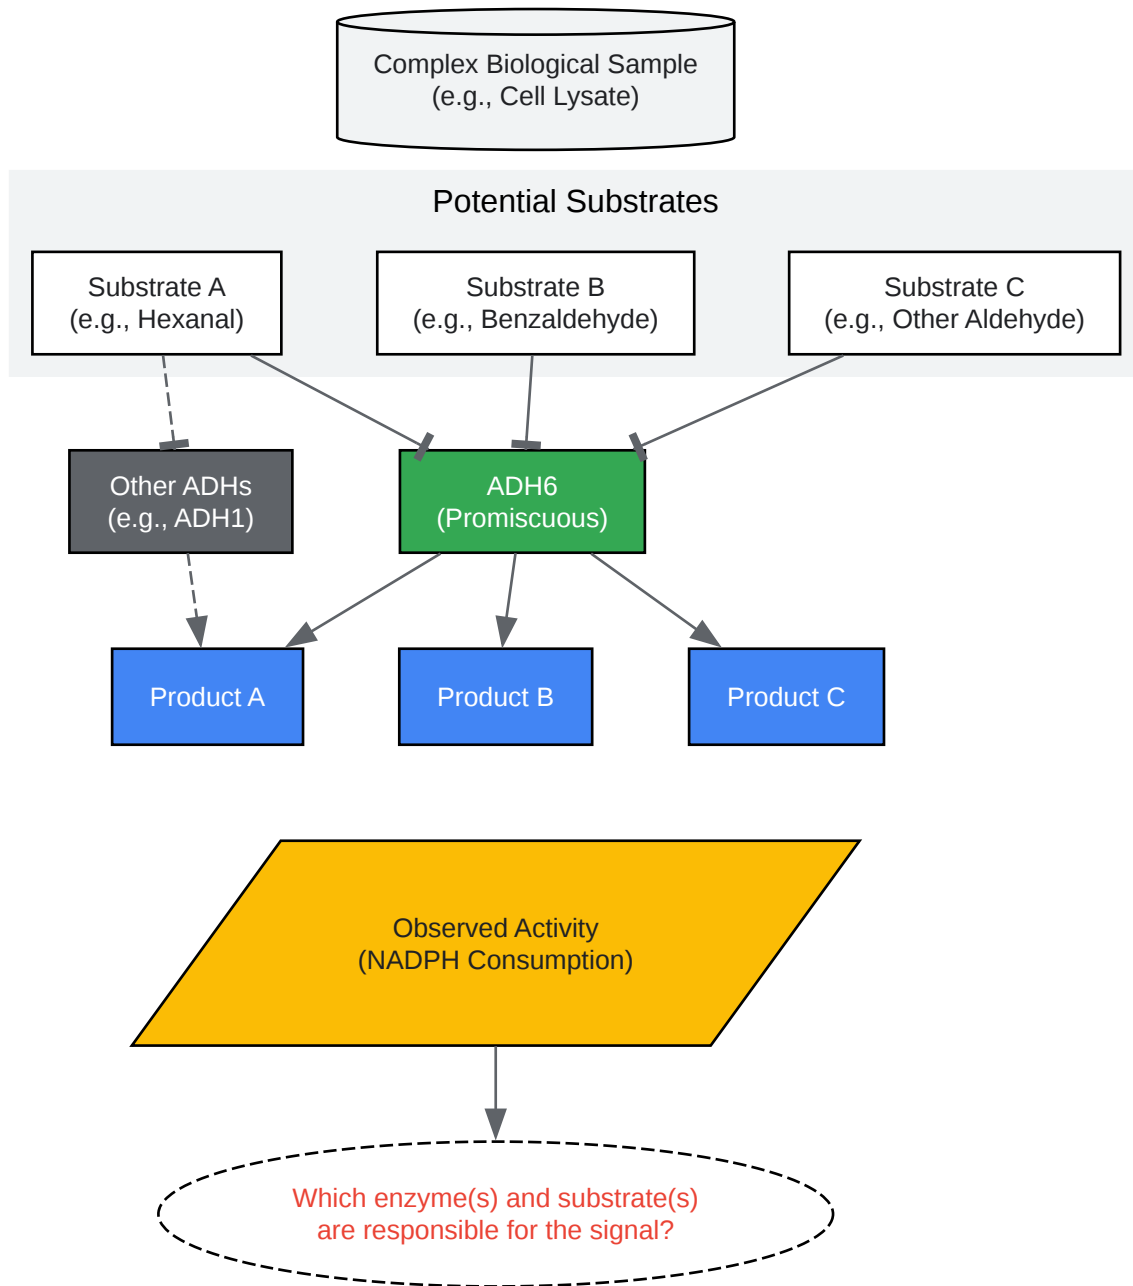 Complex Biological Sample
(e.g., Cell Lysate)
Potential Substrates
Substrate A
(e.g., Hexanal)
Substrate B
(e.g., Benzaldehyde)
Substrate C
(e.g., Other Aldehyde)
Other ADHs
(e.g., ADH1)
ADH6
(Promiscuous)
Product A
Product B
Product C
Observed Activity
(NADPH Consumption)
Which enzyme(s) and substrate(s)
are responsible for the signal?